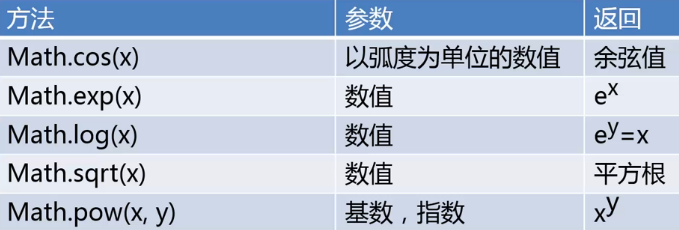 方法 参数 返回
Math.cos(x) 以弧度为单位的数值 余弦值
Math.exp(x) 数值 eˣ
Math.log(x) 数值 eʸ=x
Math.sqrt(x) 数值 平方根
Math.pow(x, y) 基数，指数 xʸ